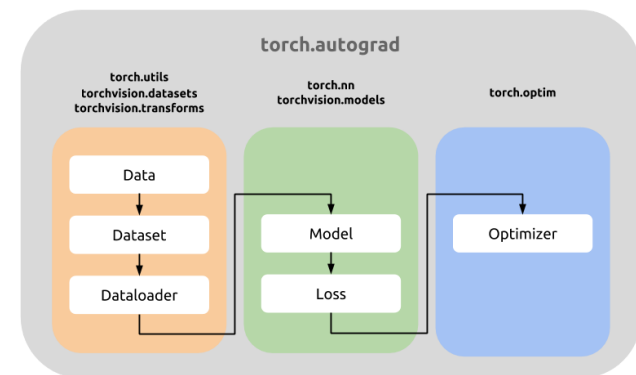 torch.autograd
torch.utils
torchvision.datasets
torchvision.transforms
torch.nn
torchvision.models
torch.optim
Data
Dataset
Dataloader
Model
Loss
Optimizer